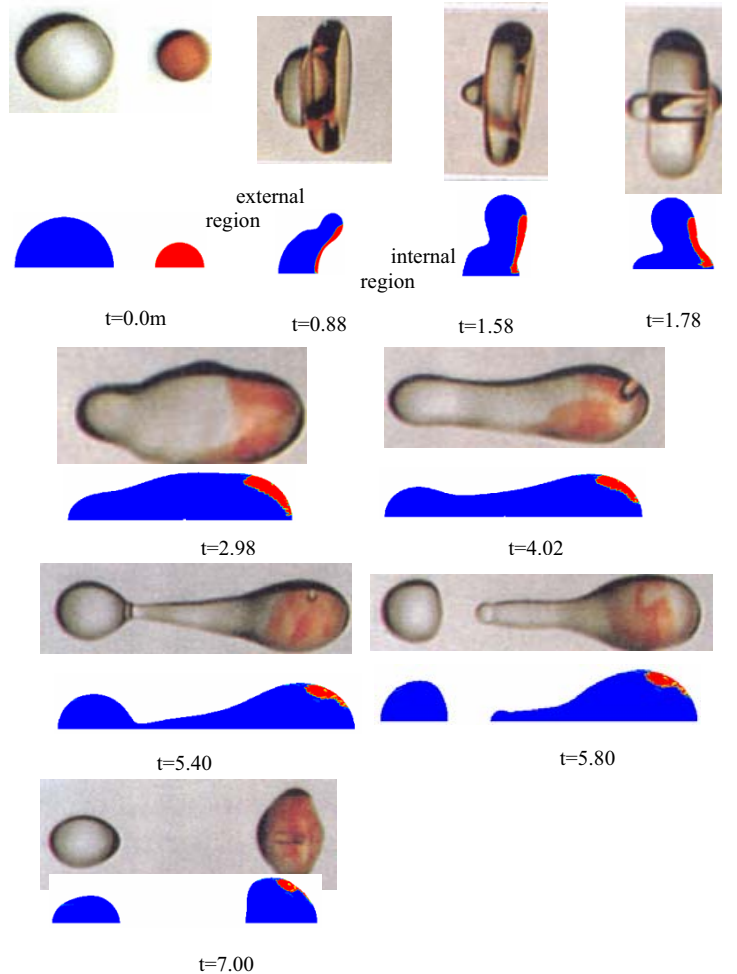 external
region
internal
region
t=0.0m
t=0.88
t=1.58
t=1.78
t=2.98
t=4.02
t=5.40
t=5.80
t=7.00